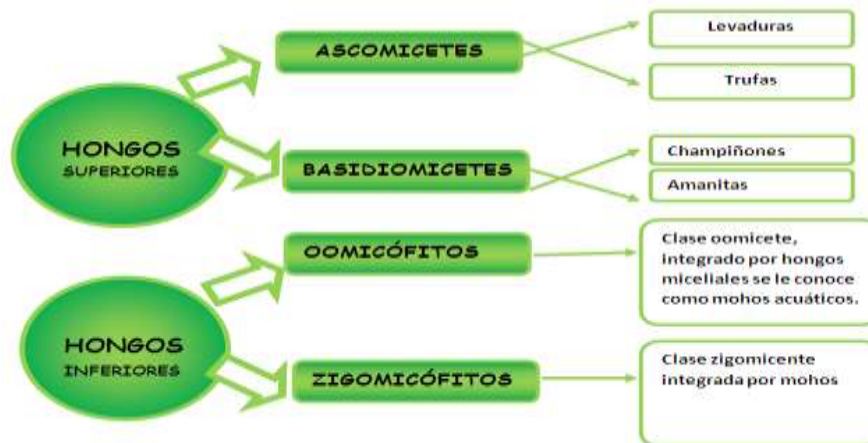 HONGOS
SUPERIORES
ASCOMICETES
Levaduras
Trufas
BASIDIOMICETES
Champiñones
Amanitas
HONGOS
INFERIORES
OOMICÓFITOS
Clase oomicete,
integrado por hongos
miceliales se le conoce
como mohos acuáticos.
ZIGOMICÓFITOS
Clase zigomicente
integrada por mohos